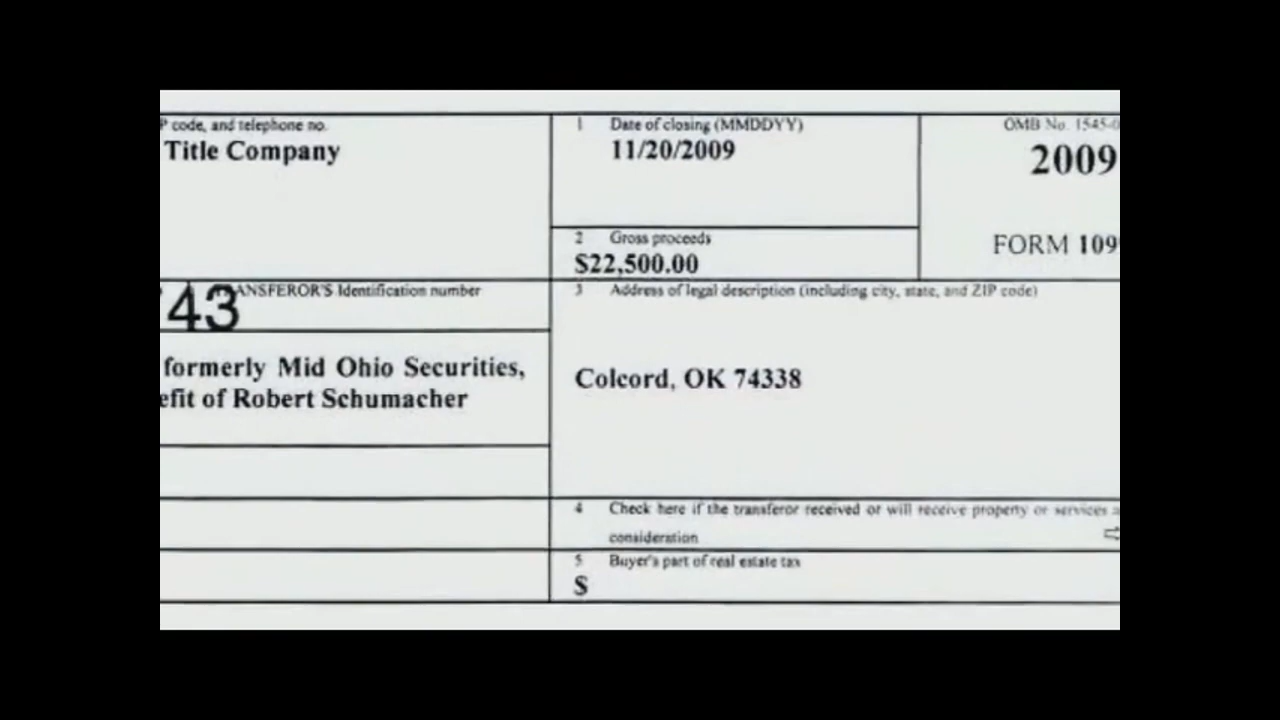 P code, and telephone no.
Title Company
1 Date of closing (MMDDYY)
11/20/2009
OMB No. 1545-0
2009
2 Gross proceeds
$22,500.00
FORM 109
43
ANSFEROR'S Identification number
3 Address of legal description (including city, state, and ZIP code)
formerly Mid Ohio Securities,
efit of Robert Schumacher
Colcord, OK 74338
4 Check here if the transferor received or will receive property or services a
consideration
5 Buyer's part of real estate tax
$